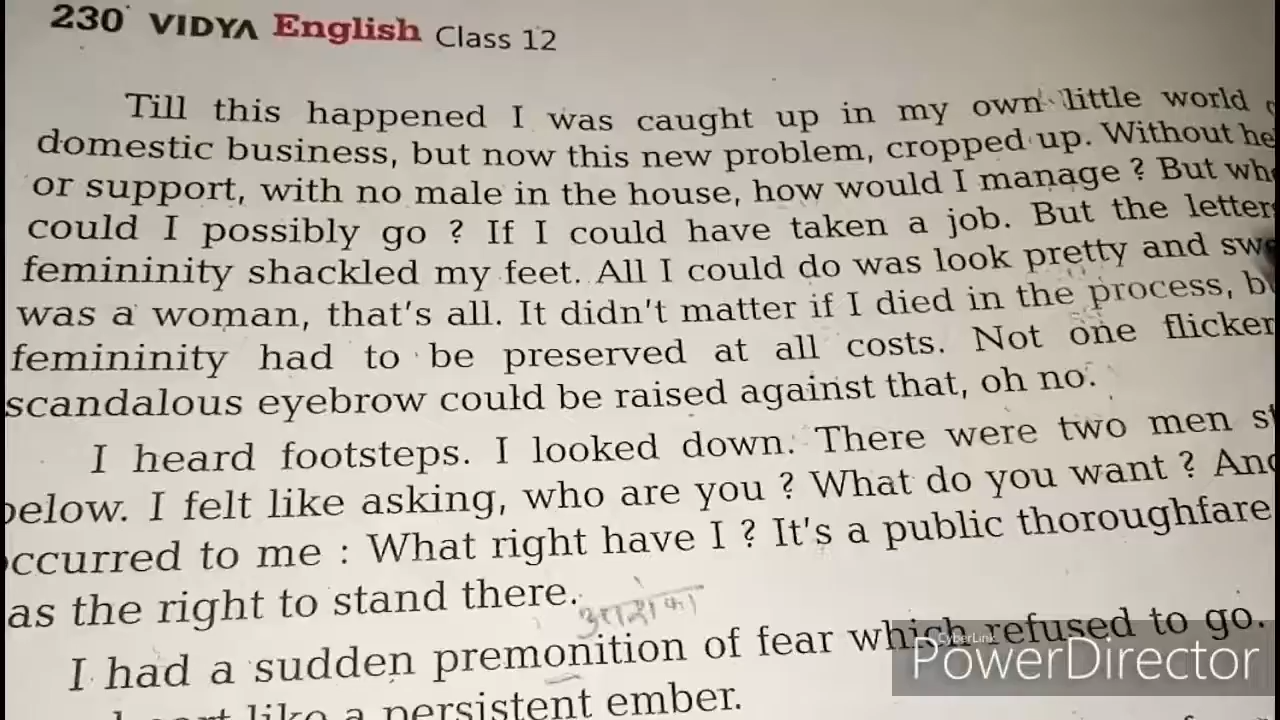 230 VIDYA English Class 12
Till this happened I was caught up in my own little world
domestic business, but now this new problem, cropped up. Without
or support, with no male in the house, how would I manage ? But
could I possibly go ? If I could have taken a job. But the
femininity shackled my feet. All I could do was look pretty and
was a woman, that's all. It didn't matter if I died in the process,
femininity had to be preserved at all costs. Not one flicker
scandalous eyebrow could be raised against that, oh no.
I heard footsteps. I looked down. There were two men
below. I felt like asking, who are you ? What do you want ?
occurred to me : What right have I ? It's a public thoroughfare
as the right to stand there.
आशंका
I had a sudden premonition of fear which refused to go.
like a persistent ember.
CyberLink
PowerDirector